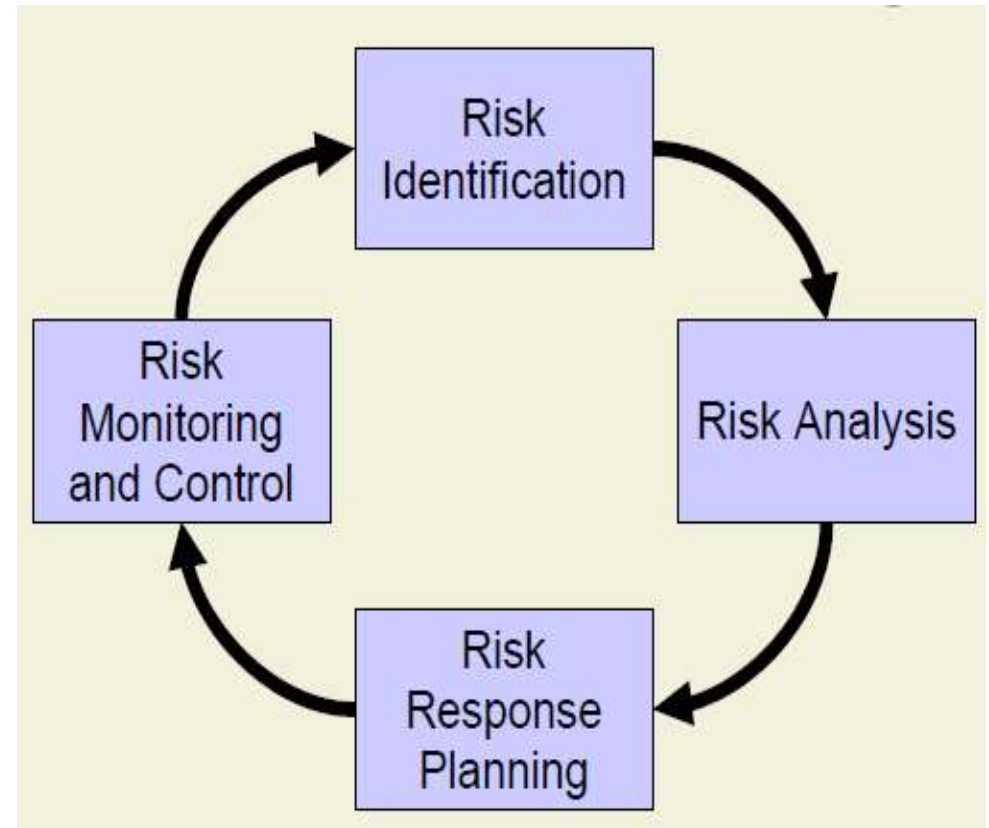 Risk
Identification
Risk Analysis
Risk
Response
Planning
Risk
Monitoring
and Control